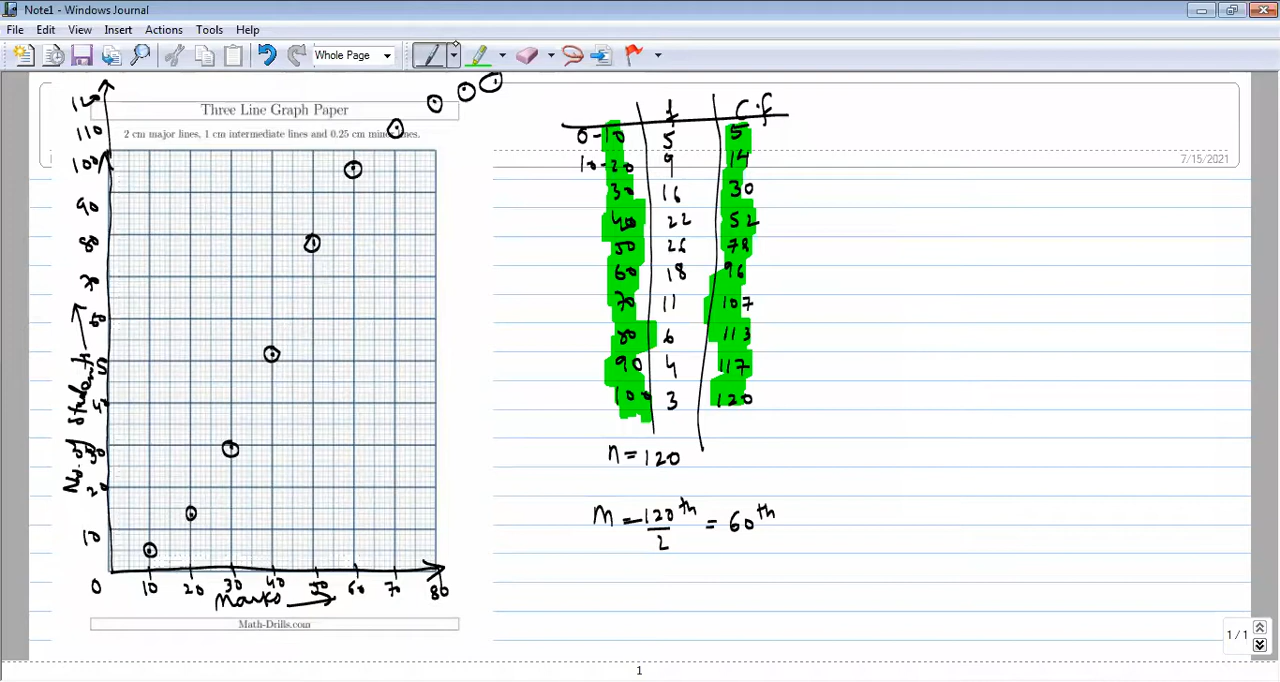 Note1 - Windows Journal
File Edit View Insert Actions Tools Help
Whole Page
Three Line Graph Paper
2 cm major lines, 1 cm intermediate lines and 0.25 cm minor lines.
120
110
100
90
80
70
60
50
40
30
20
10
0 10 20 30 40 50 60 70 80
No. of Students
Marks
Math-Drills.com
f C.f
0-10 5 5
10-20 9 14
30 16 30
40 22 52
50 26 78
60 18 96
70 11 107
80 6 113
90 4 117
100 3 120
n = 120
M = 120th/2 = 60th
7/15/2021
1/1
1